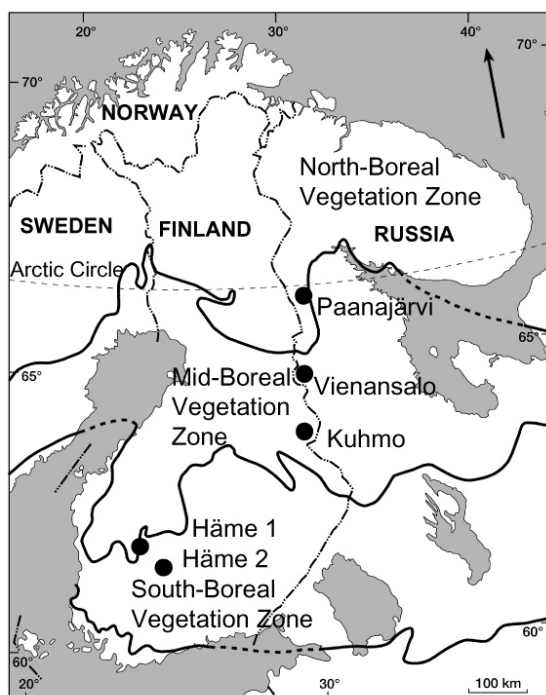 20°
30°
40°
70°
70°
NORWAY
North-Boreal
Vegetation Zone
SWEDEN
FINLAND
RUSSIA
Arctic Circle
Paanajärvi
65°
65°
Mid-Boreal
Vegetation
Zone
Vienansalo
Kuhmo
Häme 1
Häme 2
South-Boreal
Vegetation Zone
60°
60°
20°
30°
100 km